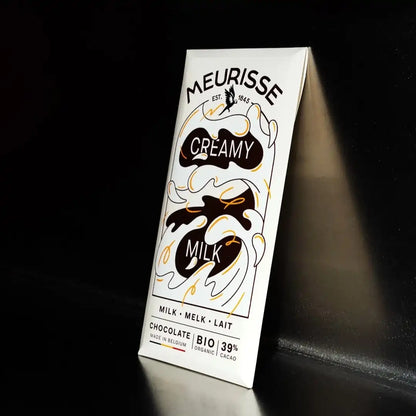 MEURISSE
EST. 1845
CREAMY
MILK
MILK • MELK • LAIT
CHOCOLATE
MADE IN BELGIUM
BIO
ORGANIC
39%
CACAO